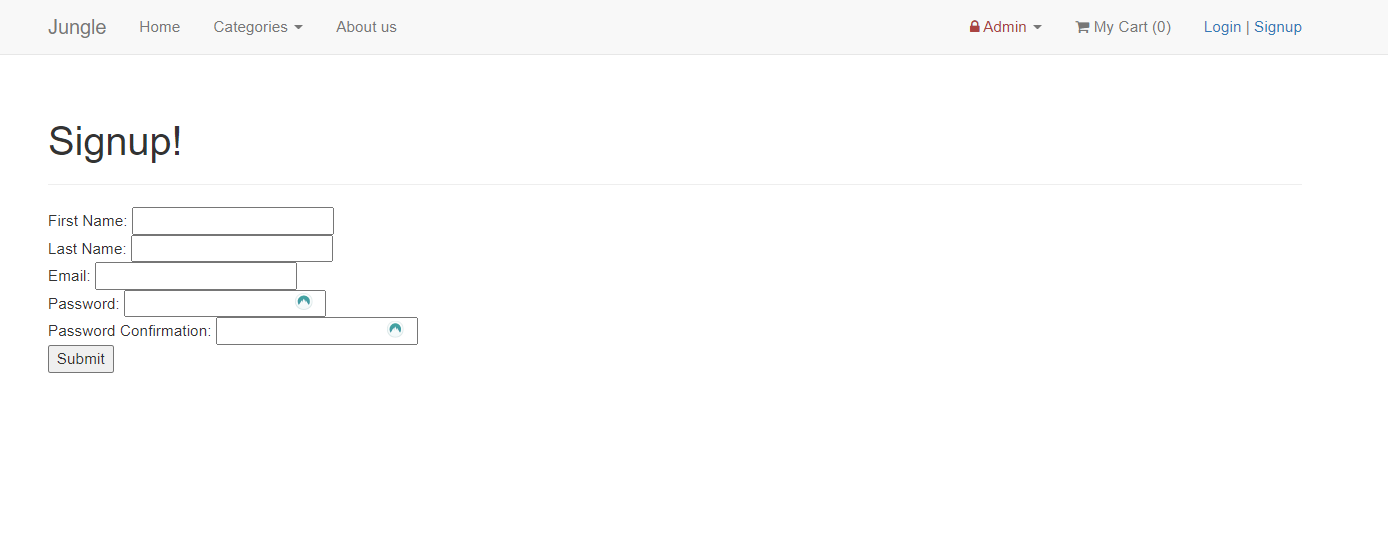 Jungle Home Categories About us Admin My Cart (0) Login | Signup
Signup!
First Name:
Last Name:
Email:
Password:
Password Confirmation:
Submit